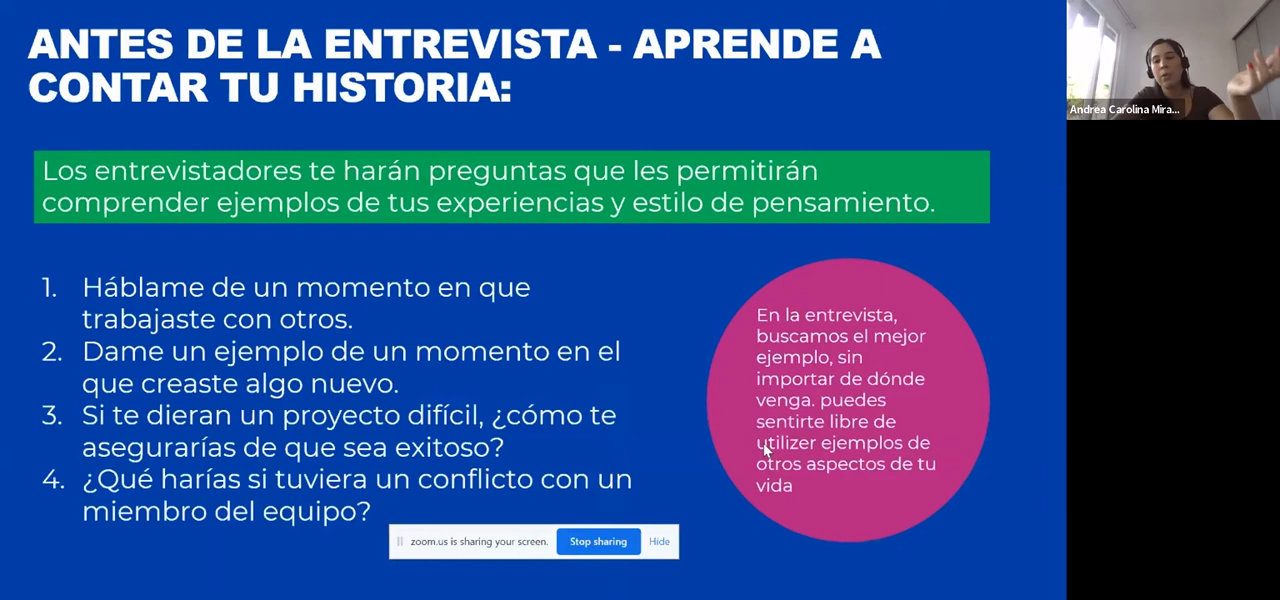 ANTES DE LA ENTREVISTA - APRENDE A
CONTAR TU HISTORIA:
Los entrevistadores te harán preguntas que les permitirán
comprender ejemplos de tus experiencias y estilo de pensamiento.
1. Háblame de un momento en que
trabajaste con otros.
2. Dame un ejemplo de un momento en el
que creaste algo nuevo.
3. Si te dieran un proyecto difícil, ¿cómo te
asegurarías de que sea exitoso?
4. ¿Qué harías si tuviera un conflicto con un
miembro del equipo?
En la entrevista,
buscamos el mejor
ejemplo, sin
importar de dónde
venga. puedes
sentirte libre de
utilizer ejemplos de
otros aspectos de tu
vida
zoom.us is sharing your screen. Stop sharing Hide
Andrea Carolina Mira...